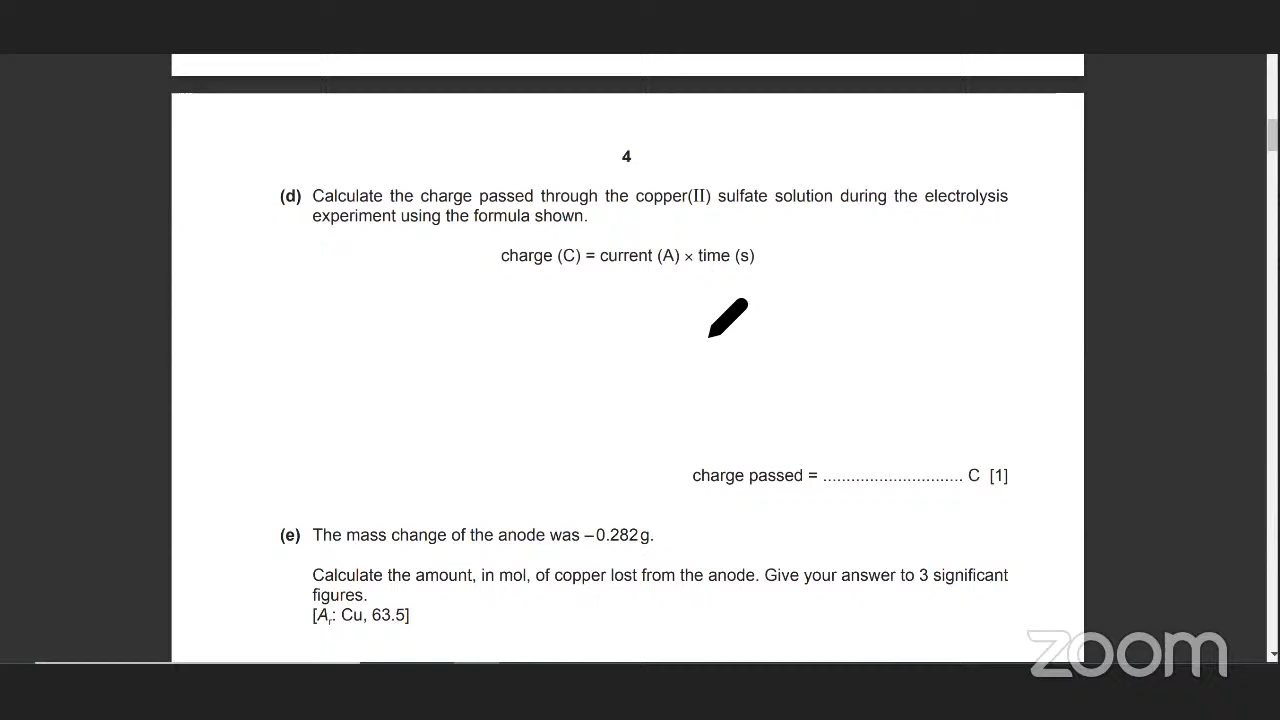 4
(d) Calculate the charge passed through the copper(II) sulfate solution during the electrolysis
experiment using the formula shown.
charge (C) = current (A) × time (s)
charge passed = .............................. C [1]
(e) The mass change of the anode was –0.282 g.
Calculate the amount, in mol, of copper lost from the anode. Give your answer to 3 significant
figures.
[Ar: Cu, 63.5]
zoom